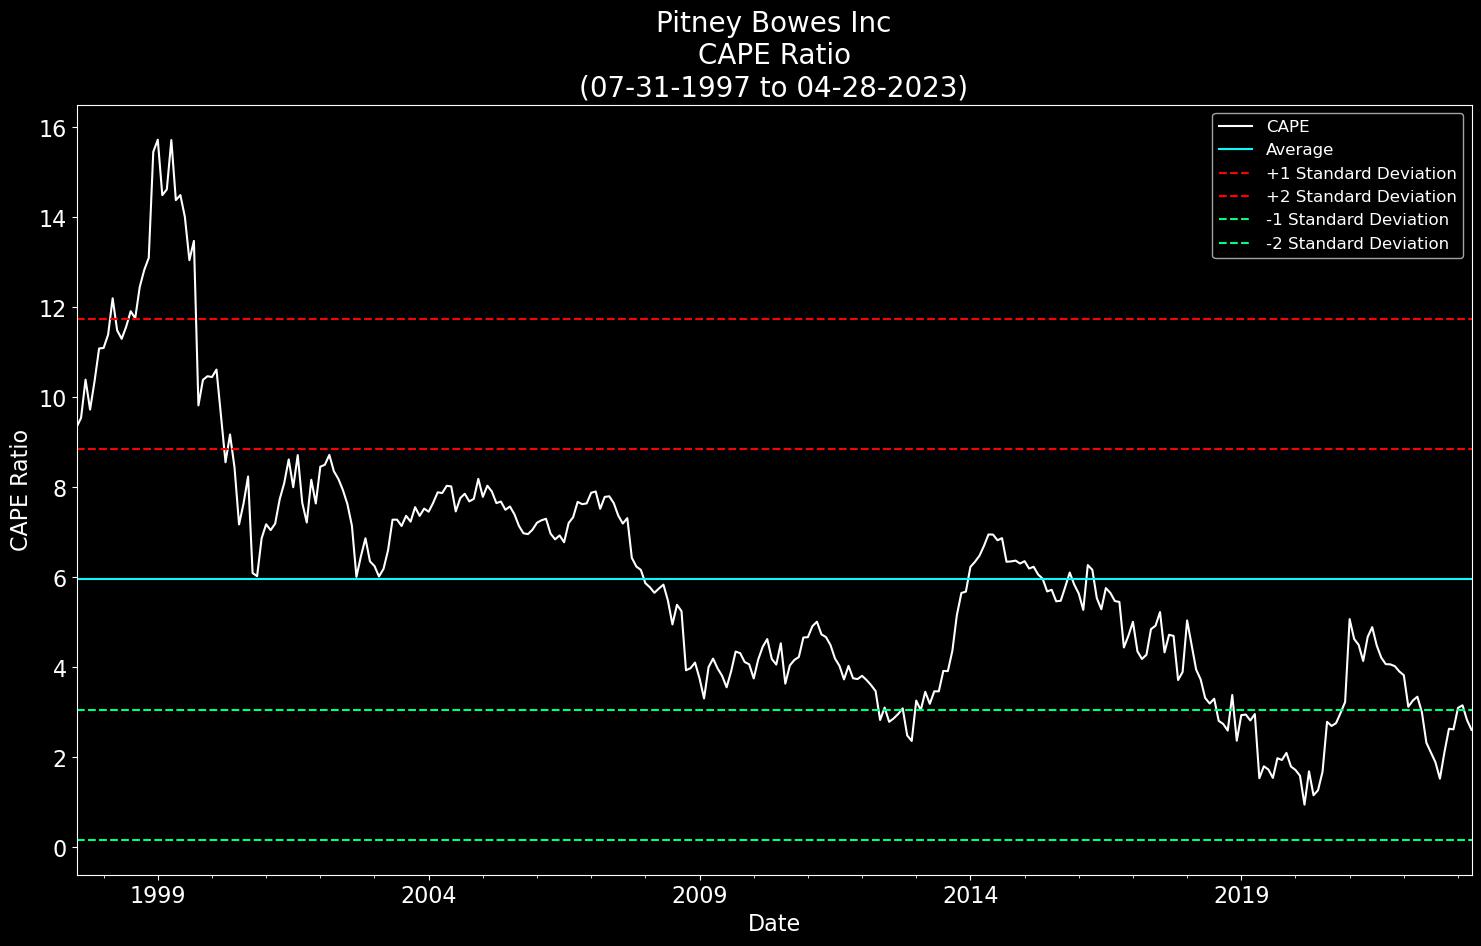 Pitney Bowes Inc
CAPE Ratio
(07-31-1997 to 04-28-2023)
CAPE
Average
+1 Standard Deviation
+2 Standard Deviation
-1 Standard Deviation
-2 Standard Deviation
CAPE Ratio
16
14
12
10
8
6
4
2
0
1999 2004 2009 2014 2019
Date